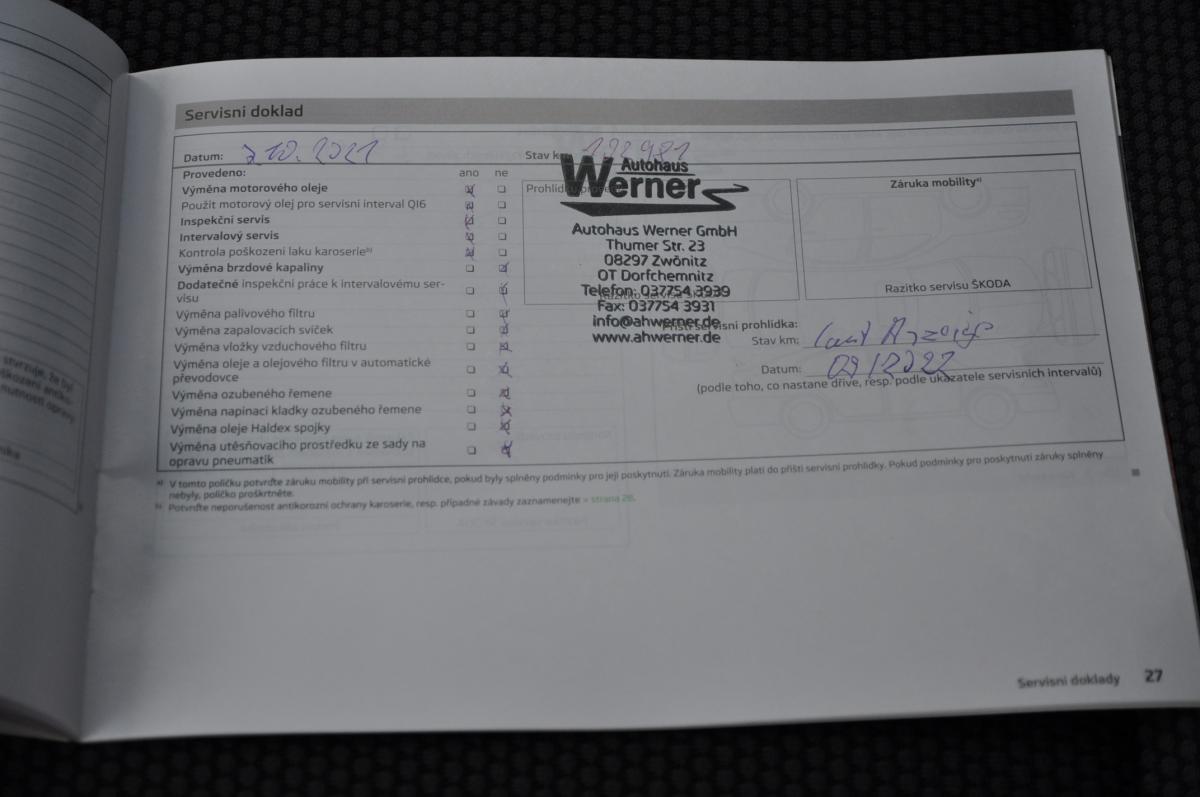 Servisní doklad
Datum: 7.10.2021
Stav km: 192981
Provedeno: ano ne
Výměna motorového oleje
Použit motorový olej pro servisní interval QI6
Inspekční servis
Intervalový servis
Kontrola poškození laku karoserie b)
Výměna brzdové kapaliny
Dodatečné inspekční práce k intervalovému ser-
visu
Výměna palivového filtru
Výměna zapalovacích svíček
Výměna vložky vzduchového filtru
Výměna oleje a olejového filtru v automatické
převodovce
Výměna ozubeného řemene
Výměna napínací kladky ozubeného řemene
Výměna oleje Haldex spojky
Výměna utěsňovacího prostředku ze sady na
opravu pneumatik
Autohaus
Werner
Autohaus Werner GmbH
Thumer Str. 23
08297 Zwönitz
OT Dorfchemnitz
Telefon: 037754 3939
Fax: 037754 3931
info@ahwerner.de
www.ahwerner.de
Záruka mobility a)
Razítko servisu ŠKODA
Příští servisní prohlídka:
Stav km: laut Anzeige
Datum: 09/2022
(podle toho, co nastane dříve, resp. podle ukazatele servisních intervalů)
a) V tomto políčku potvrďte záruku mobility při servisní prohlídce, pokud byly splněny podmínky pro její poskytnutí. Záruka mobility platí do příští servisní prohlídky. Pokud podmínky pro poskytnutí záruky splněny
nebyly, políčko proškrtněte.
b) Potvrďte neporušenost antikorozní ochrany karoserie, resp. případné závady zaznamenejte » strana 28.
Servisní doklady 27